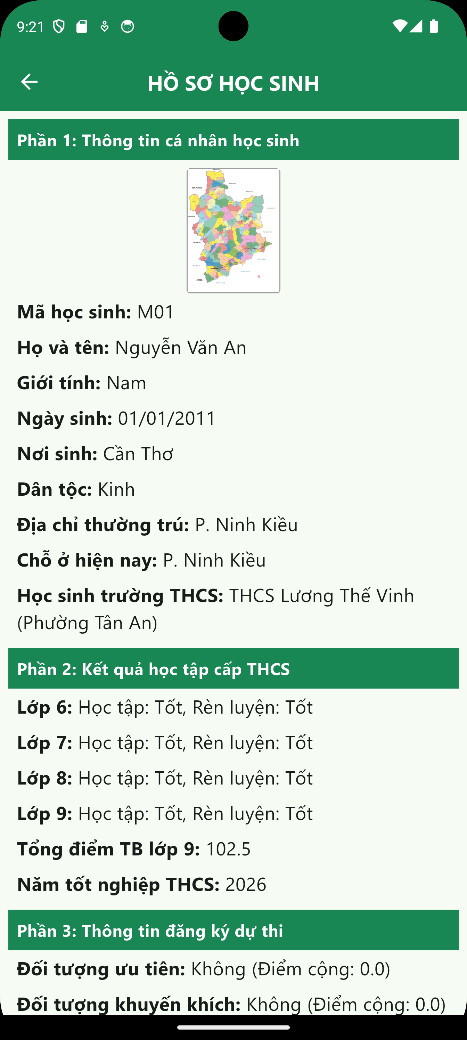 9:21
HỒ SƠ HỌC SINH
Phần 1: Thông tin cá nhân học sinh
Mã học sinh: M01
Họ và tên: Nguyễn Văn An
Giới tính: Nam
Ngày sinh: 01/01/2011
Nơi sinh: Cần Thơ
Dân tộc: Kinh
Địa chỉ thường trú: P. Ninh Kiều
Chỗ ở hiện nay: P. Ninh Kiều
Học sinh trường THCS: THCS Lương Thế Vinh
(Phường Tân An)
Phần 2: Kết quả học tập cấp THCS
Lớp 6: Học tập: Tốt, Rèn luyện: Tốt
Lớp 7: Học tập: Tốt, Rèn luyện: Tốt
Lớp 8: Học tập: Tốt, Rèn luyện: Tốt
Lớp 9: Học tập: Tốt, Rèn luyện: Tốt
Tổng điểm TB lớp 9: 102.5
Năm tốt nghiệp THCS: 2026
Phần 3: Thông tin đăng ký dự thi
Đối tượng ưu tiên: Không (Điểm cộng: 0.0)
Đối tượng khuyến khích: Không (Điểm cộng: 0.0)